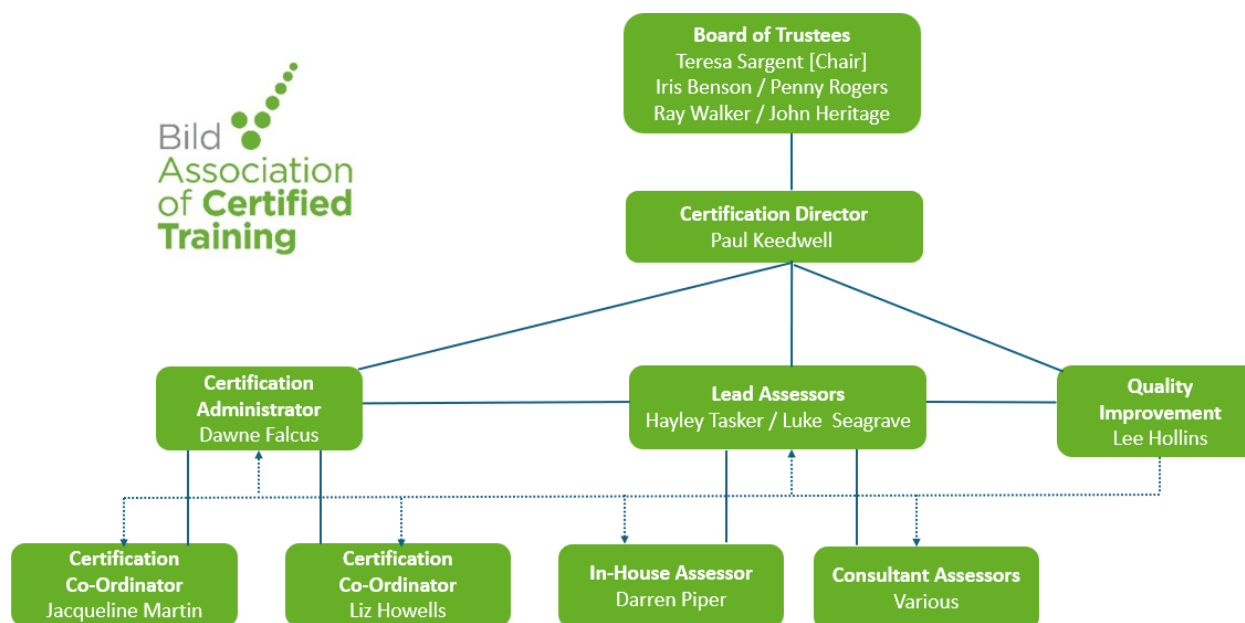 Bild
Association
of Certified
Training
Board of Trustees
Teresa Sargent [Chair]
Iris Benson / Penny Rogers
Ray Walker / John Heritage
Certification Director
Paul Keedwell
Certification
Administrator
Dawne Falcus
Lead Assessors
Hayley Tasker / Luke  Seagrave
Quality
Improvement
Lee Hollins
Certification
Co-Ordinator
Jacqueline Martin
Certification
Co-Ordinator
Liz Howells
In-House Assessor
Darren Piper
Consultant Assessors
Various